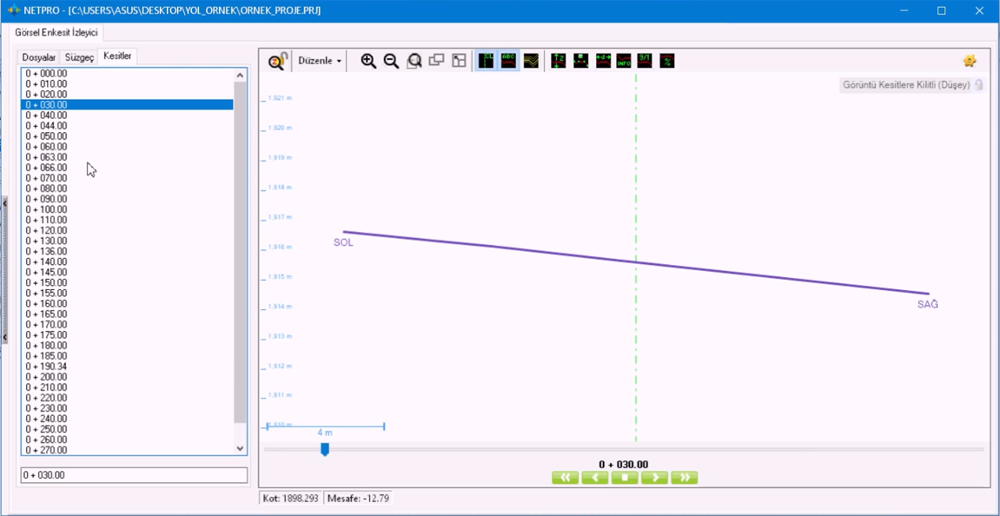 NETPRO - [C:\USERS\ASUS\DESKTOP\YOL_ORNEK\ORNEK_PROJE.PRJ]
Görsel Enkesit İzleyici
Dosyalar Süzgeç Kesitler
0 + 000.00
0 + 010.00
0 + 020.00
0 + 030.00
0 + 040.00
0 + 044.00
0 + 050.00
0 + 060.00
0 + 063.00
0 + 066.00
0 + 070.00
0 + 080.00
0 + 090.00
0 + 100.00
0 + 110.00
0 + 120.00
0 + 130.00
0 + 136.00
0 + 140.00
0 + 145.00
0 + 150.00
0 + 155.00
0 + 160.00
0 + 165.00
0 + 170.00
0 + 175.00
0 + 180.00
0 + 185.00
0 + 190.34
0 + 200.00
0 + 210.00
0 + 220.00
0 + 230.00
0 + 240.00
0 + 250.00
0 + 260.00
0 + 270.00
0 + 030.00
Düzenle
Görüntü Kesitlere Kilitli (Düşey)
1,921 m
1,920 m
1,919 m
1,918 m
1,917 m
1,916 m
1,915 m
1,914 m
1,913 m
1,912 m
1,911 m
1,910 m
SOL
SAĞ
4 m
0 + 030.00
Kot: 1898.293 Mesafe: -12.79